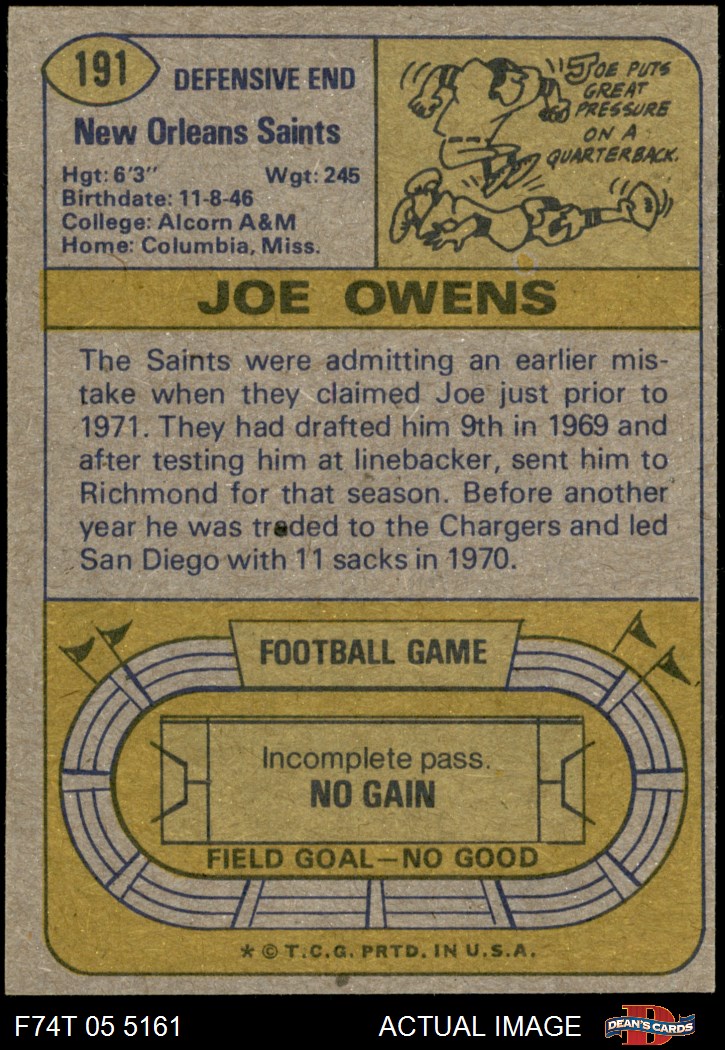 191
DEFENSIVE END
New Orleans Saints
Hgt: 6'3" Wgt: 245
Birthdate: 11-8-46
College: Alcorn A&M
Home: Columbia, Miss.
JOE PUTS
GREAT
PRESSURE
ON A
QUARTERBACK.
JOE OWENS
The Saints were admitting an earlier mis-
take when they claimed Joe just prior to
1971. They had drafted him 9th in 1969 and
after testing him at linebacker, sent him to
Richmond for that season. Before another
year he was traded to the Chargers and led
San Diego with 11 sacks in 1970.
FOOTBALL GAME
Incomplete pass.
NO GAIN
FIELD GOAL—NO GOOD
* © T.C.G. PRTD. IN U.S.A.
F74T 05 5161
ACTUAL IMAGE
D
DEAN'S CARDS